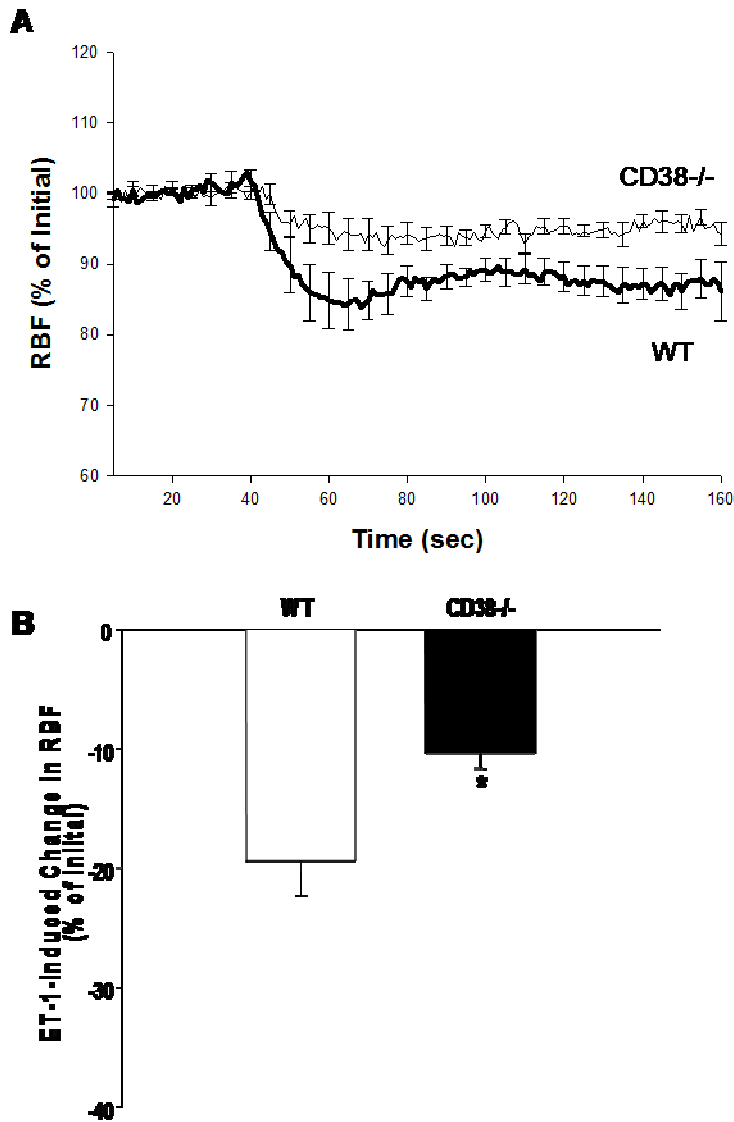 A
120
110
100
90
80
70
60
RBF (% of Initial)
CD38-/-
WT
20 40 60 80 100 120 140 160
Time (sec)
B
WT CD38-/-
0
-10
-20
-30
-40
ET-1-Induced Change in RBF
(% of Initial)
*